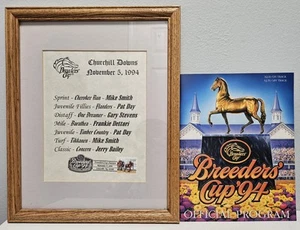 Breeders' Cup
Churchill Downs
November 5, 1994
Sprint - Cherokee Run - Mike Smith
Juvenile Fillies - Flanders - Pat Day
Distaff - One Dreamer - Gary Stevens
Mile - Barathea - Frankie Dettori
Juvenile - Timber Country - Pat Day
Turf - Tikkanen - Mike Smith
Classic - Concern - Jerry Bailey
Breeders'
Cup '94
OFFICIAL PROGRAM